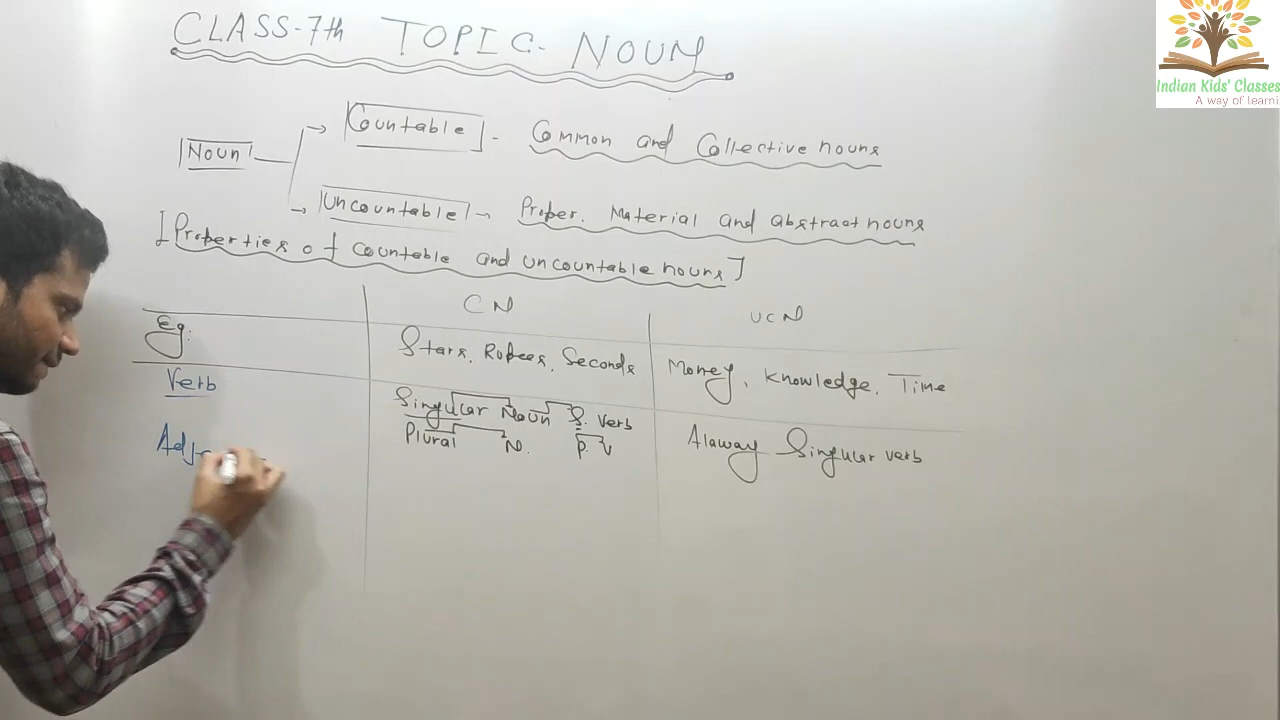 CLASS-7th TOPIC- NOUN
Indian Kids' Classes
A way of learni
Countable - Common and Collective nouns
Noun
Uncountable → Proper. Material and abstract nouns
[Properties of Countable and uncountable nouns]
CN UCN
Eg: Stars, Rupees, Seconds Money, Knowledge, Time
Verb Singular Noun S. Verb
Plural N. P. V Alaway Singular verb
Adj